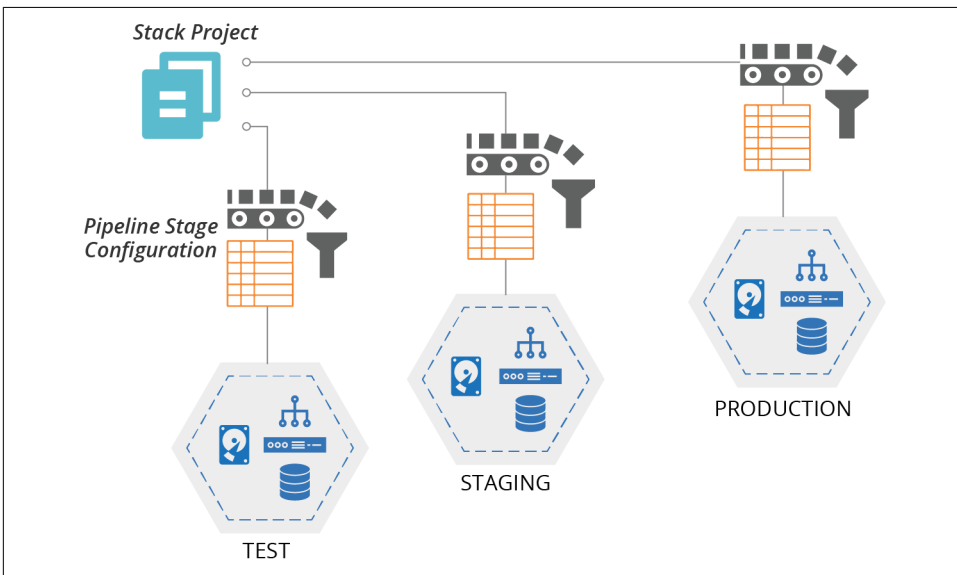 Stack Project
Pipeline Stage
Configuration
TEST
STAGING
PRODUCTION